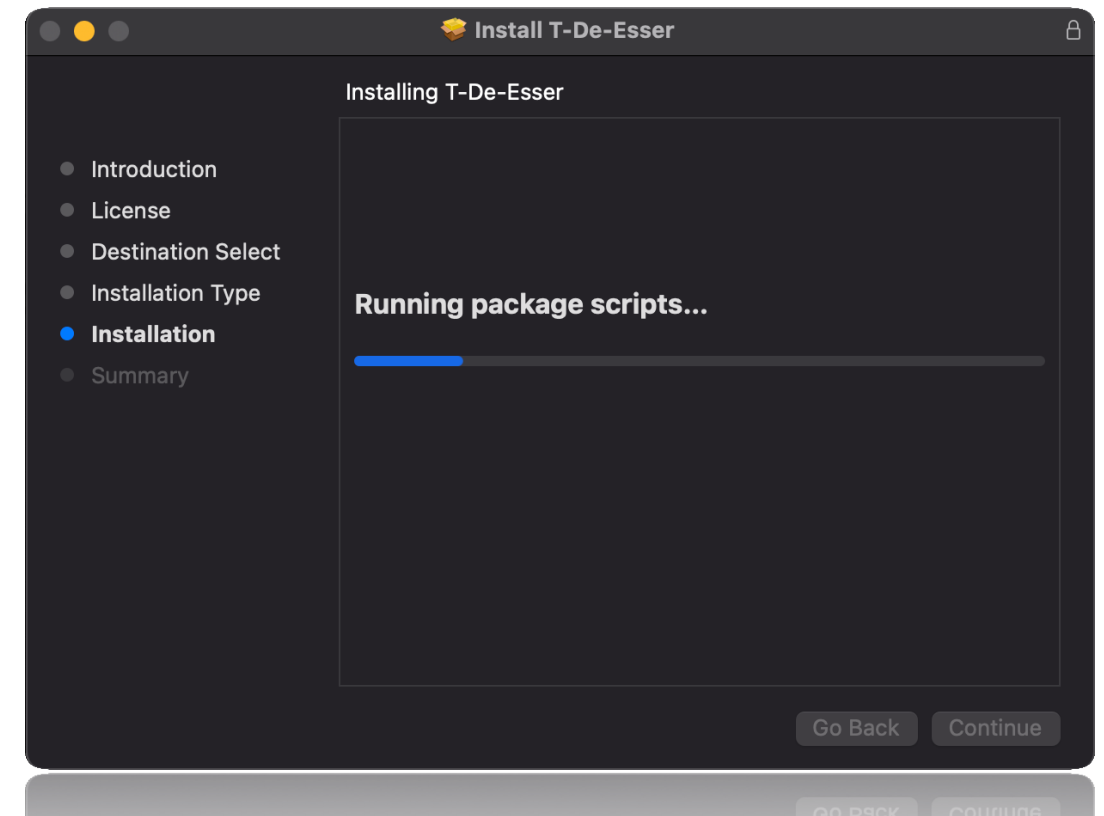 Install T-De-Esser
Installing T-De-Esser
Introduction
License
Destination Select
Installation Type
Installation
Summary
Running package scripts...
Go Back
Continue